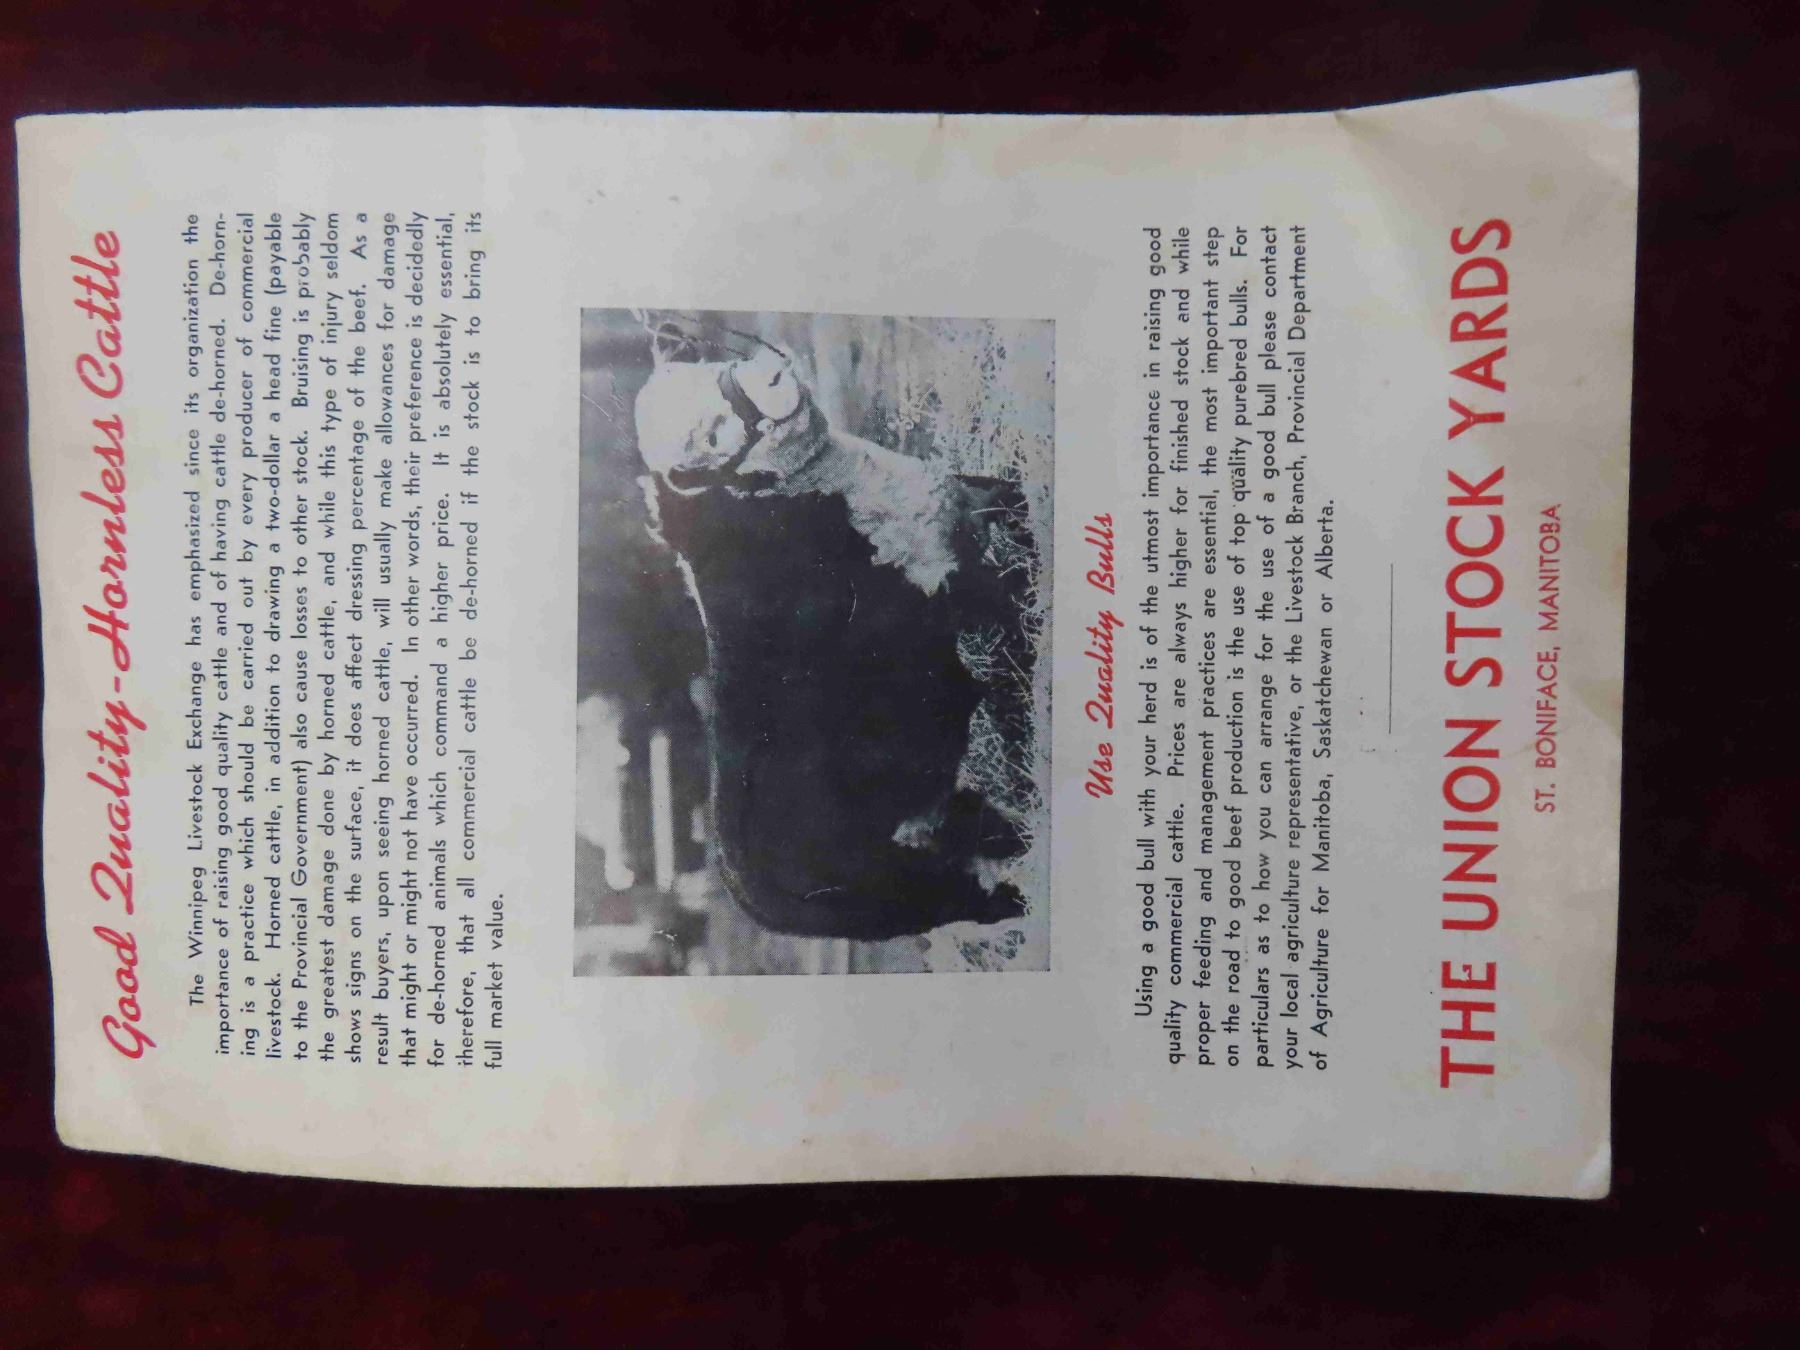 Good Quality-Hornless Cattle
The Winnipeg Livestock Exchange has emphasized since its organization the
importance of raising good quality cattle and of having cattle de-horned. De-horn-
ing is a practice which should be carried out by every producer of commercial
livestock. Horned cattle, in addition to drawing a two-dollar a head fine (payable
to the Provincial Government) also cause losses to other stock. Bruising is probably
the greatest damage done by horned cattle, and while this type of injury seldom
shows signs on the surface, it does affect dressing percentage of the beef. As a
result buyers, upon seeing horned cattle, will usually make allowances for damage
that might or might not have occurred. In other words, their preference is decidedly
for de-horned animals which command a higher price. It is absolutely essential,
therefore, that all commercial cattle be de-horned if the stock is to bring its
full market value.
Use Quality Bulls
Using a good bull with your herd is of the utmost importance in raising good
quality commercial cattle. Prices are always higher for finished stock and while
proper feeding and management practices are essential, the most important step
on the road to good beef production is the use of top quality purebred bulls. For
particulars as to how you can arrange for the use of a good bull please contact
your local agriculture representative, or the Livestock Branch, Provincial Department
of Agriculture for Manitoba, Saskatchewan or Alberta.
THE UNION STOCK YARDS
ST. BONIFACE, MANITOBA